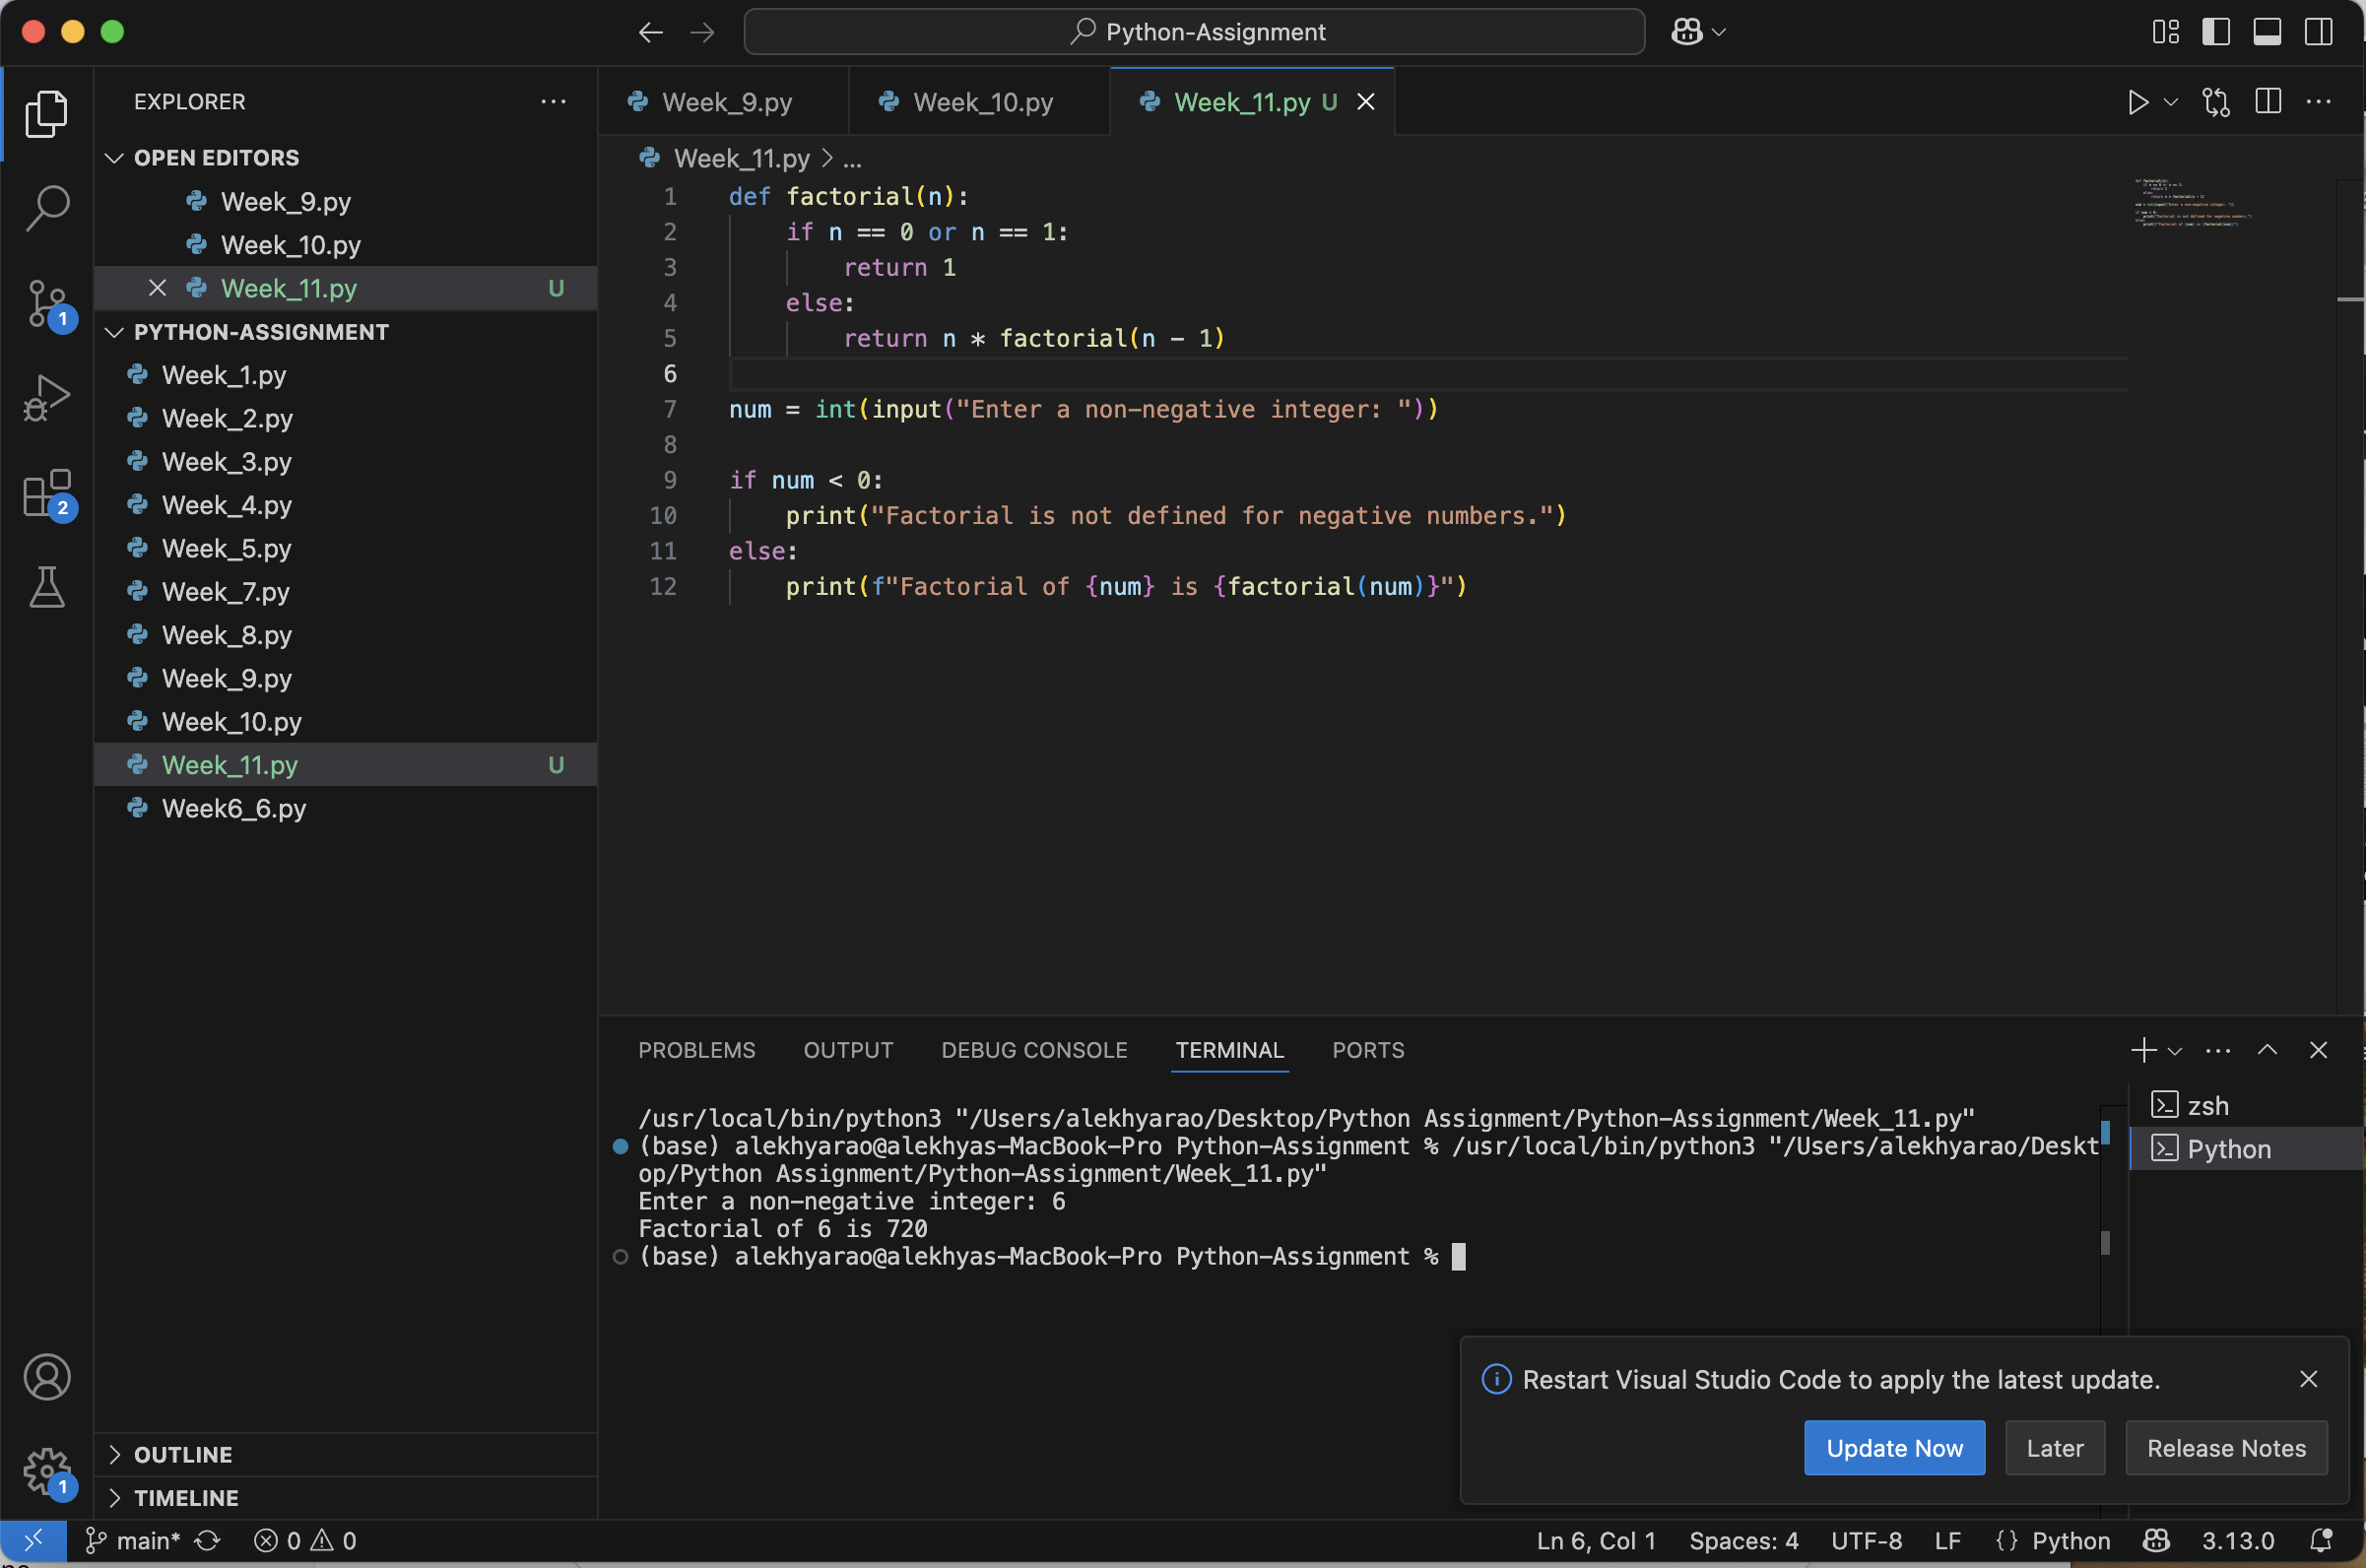 Python-Assignment
EXPLORER
OPEN EDITORS
Week_9.py
Week_10.py
Week_11.py U
PYTHON-ASSIGNMENT
Week_1.py
Week_2.py
Week_3.py
Week_4.py
Week_5.py
Week_7.py
Week_8.py
Week_9.py
Week_10.py
Week_11.py U
Week6_6.py
OUTLINE
TIMELINE
1
2
1
Week_9.py Week_10.py Week_11.py U
Week_11.py > ...
1 def factorial(n):
2 if n == 0 or n == 1:
3 return 1
4 else:
5 return n * factorial(n - 1)
6
7 num = int(input("Enter a non-negative integer: "))
8
9 if num < 0:
10 print("Factorial is not defined for negative numbers.")
11 else:
12 print(f"Factorial of {num} is {factorial(num)}")
PROBLEMS OUTPUT DEBUG CONSOLE TERMINAL PORTS
/usr/local/bin/python3 "/Users/alekhyarao/Desktop/Python Assignment/Python-Assignment/Week_11.py"
(base) alekhyarao@alekhyas-MacBook-Pro Python-Assignment % /usr/local/bin/python3 "/Users/alekhyarao/Deskt
op/Python Assignment/Python-Assignment/Week_11.py"
Enter a non-negative integer: 6
Factorial of 6 is 720
(base) alekhyarao@alekhyas-MacBook-Pro Python-Assignment %
zsh
Python
Restart Visual Studio Code to apply the latest update.
Update Now Later Release Notes
main* 0 0 Ln 6, Col 1 Spaces: 4 UTF-8 LF {} Python 3.13.0